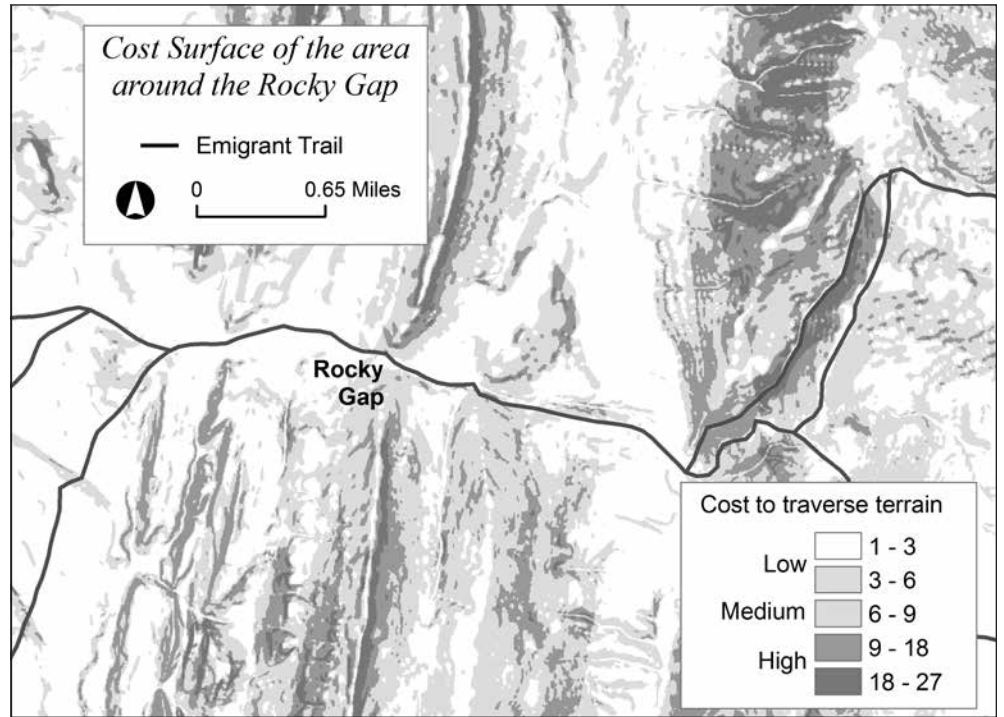 Cost Surface of the area
around the Rocky Gap
Emigrant Trail
0 0.65 Miles
Rocky
Gap
Cost to traverse terrain
Low
1 - 3
3 - 6
Medium
6 - 9
High
9 - 18
18 - 27